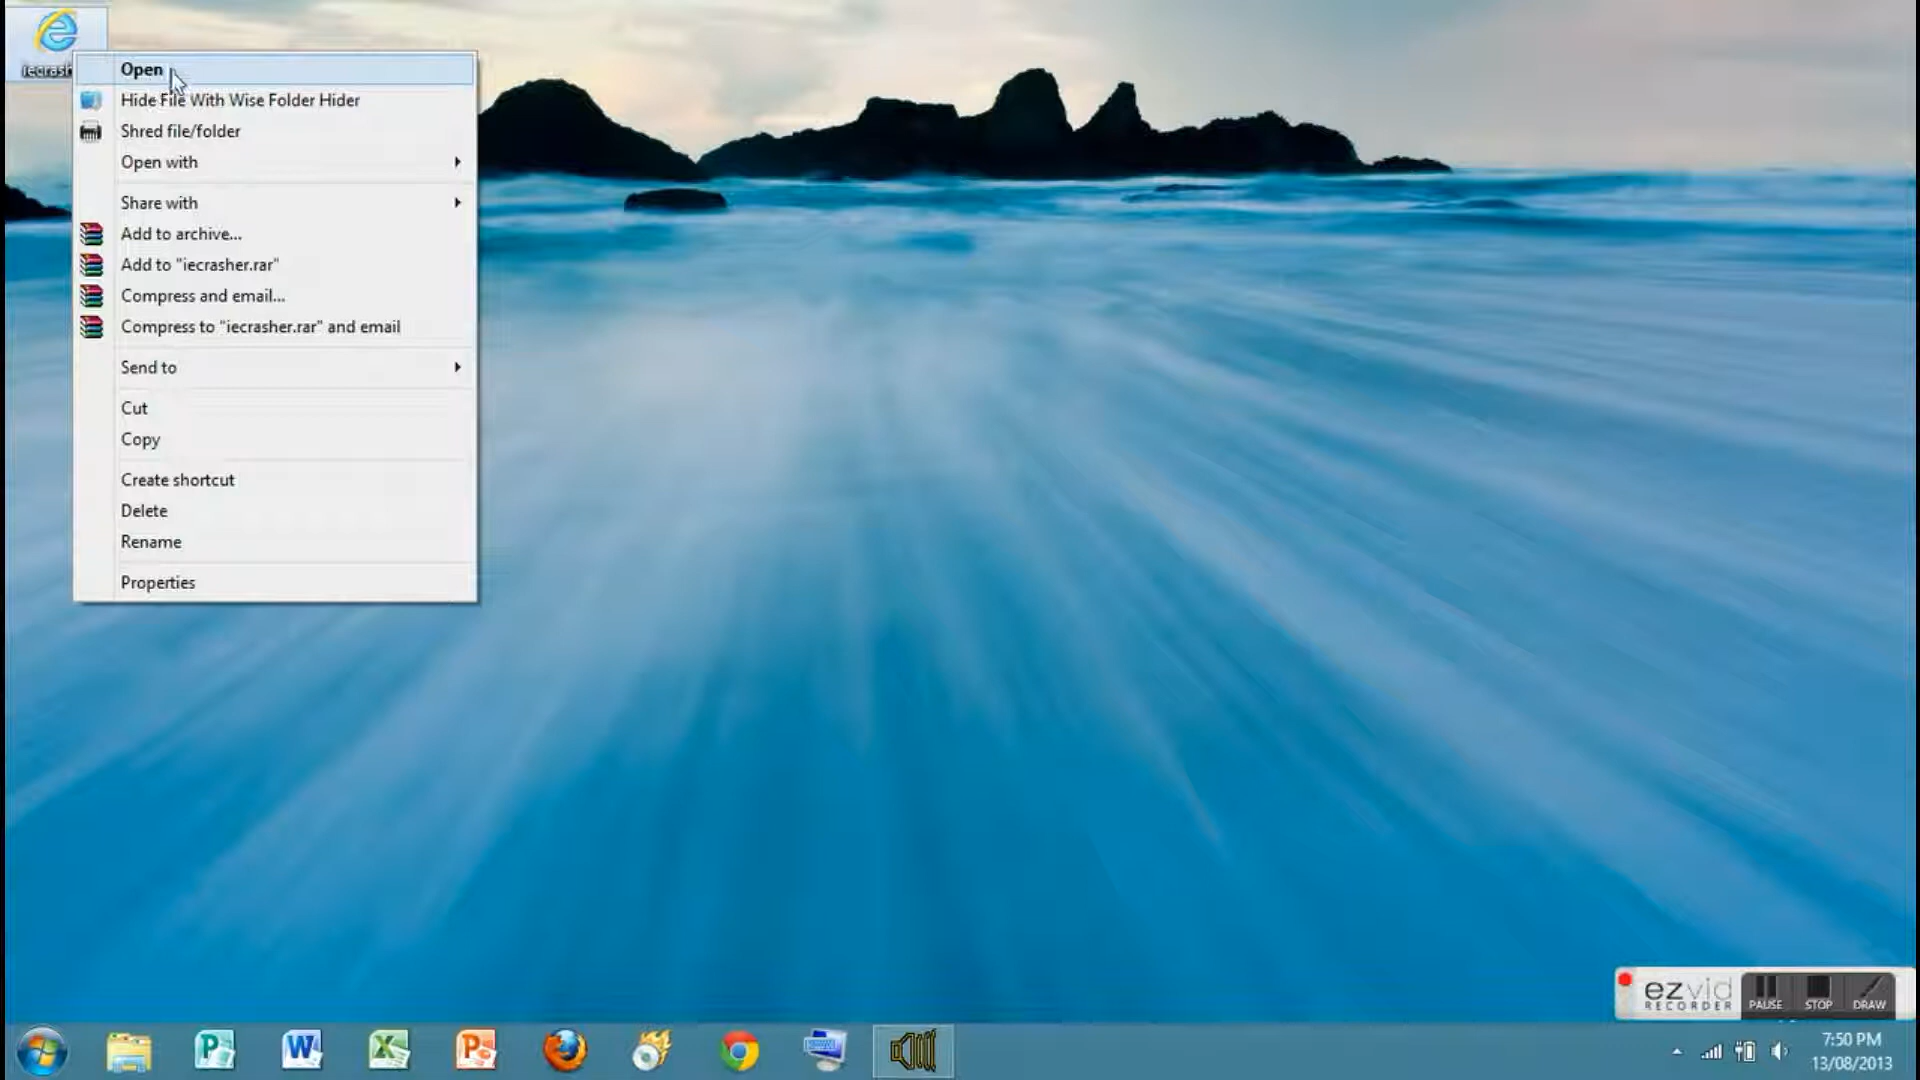 iecrash
Open
Hide File With Wise Folder Hider
Shred file/folder
Open with
Share with
Add to archive...
Add to "iecrasher.rar"
Compress and email...
Compress to "iecrasher.rar" and email
Send to
Cut
Copy
Create shortcut
Delete
Rename
Properties
ezvid
RECORDER
PAUSE
STOP
DRAW
7:50 PM
13/08/2013